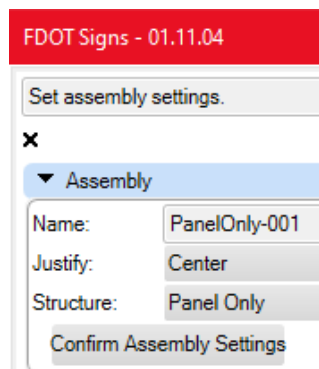 FDOT Signs - 01.11.04
Set assembly settings.
Assembly
Name: PanelOnly-001
Justify: Center
Structure: Panel Only
Confirm Assembly Settings